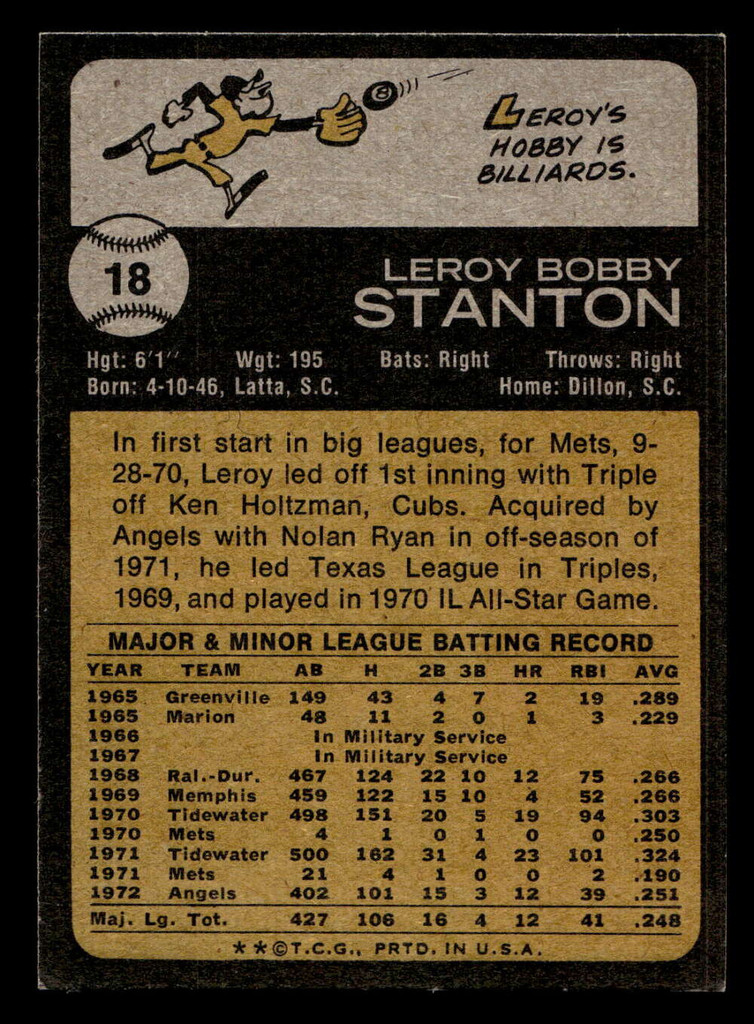 8
LEROY'S
HOBBY IS
BILLIARDS.
18
LEROY BOBBY
STANTON
Hgt: 6'1" Wgt: 195 Bats: Right Throws: Right
Born: 4-10-46, Latta, S.C. Home: Dillon, S.C.
In first start in big leagues, for Mets, 9-
28-70, Leroy led off 1st inning with Triple
off Ken Holtzman, Cubs. Acquired by
Angels with Nolan Ryan in off-season of
1971, he led Texas League in Triples,
1969, and played in 1970 IL All-Star Game.
MAJOR & MINOR LEAGUE BATTING RECORD
YEAR TEAM AB H 2B 3B HR RBI AVG
1965 Greenville 149 43 4 7 2 19 .289
1965 Marion 48 11 2 0 1 3 .229
1966 In Military Service
1967 In Military Service
1968 Ral.-Dur. 467 124 22 10 12 75 .266
1969 Memphis 459 122 15 10 4 52 .266
1970 Tidewater 498 151 20 5 19 94 .303
1970 Mets 4 1 0 1 0 0 .250
1971 Tidewater 500 162 31 4 23 101 .324
1971 Mets 21 4 1 0 0 2 .190
1972 Angels 402 101 15 3 12 39 .251
Maj. Lg. Tot. 427 106 16 4 12 41 .248
**©T.C.G., PRTD. IN U.S.A.